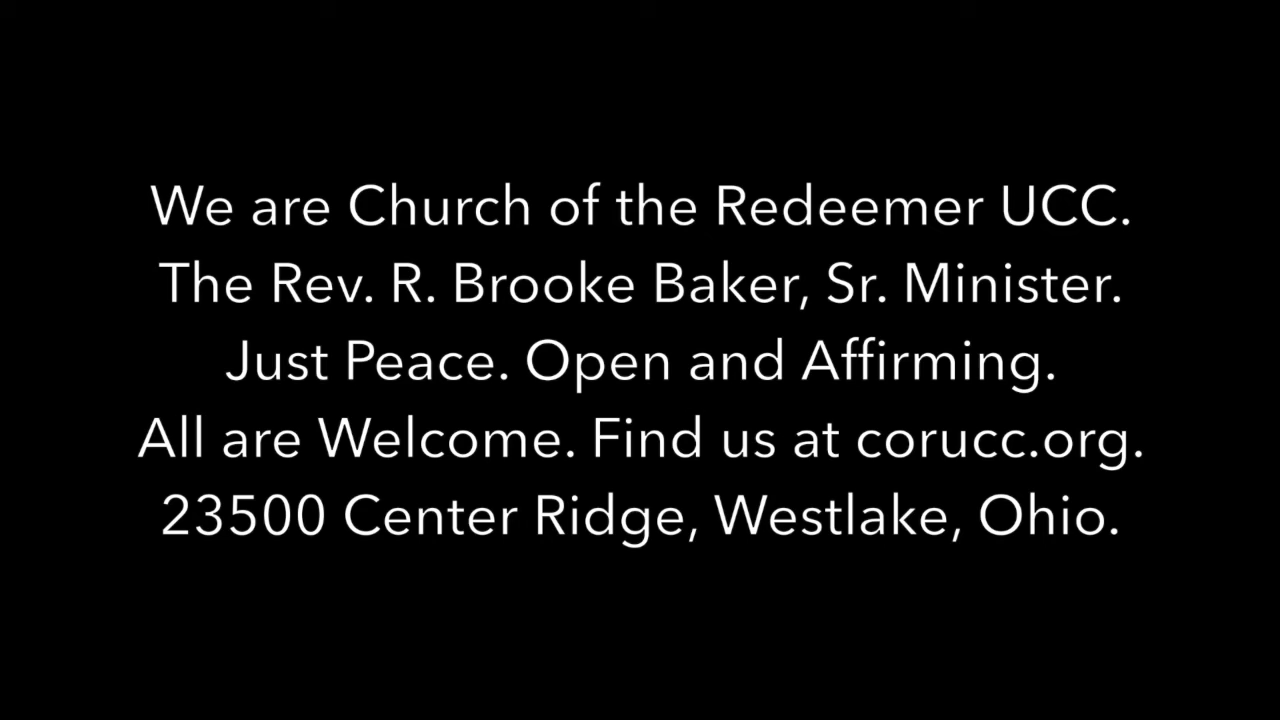 We are Church of the Redeemer UCC.
The Rev. R. Brooke Baker, Sr. Minister.
Just Peace. Open and Affirming.
All are Welcome. Find us at corucc.org.
23500 Center Ridge, Westlake, Ohio.